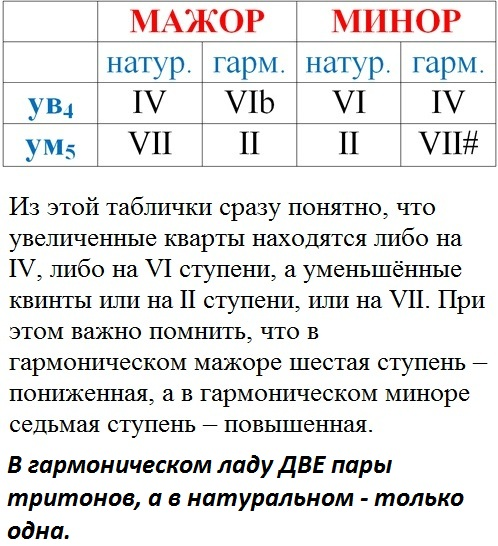 МАЖОР МИНОР
натур. гарм. натур. гарм.
ув4 IV VIb VI IV
ум5 VII II II VII#
Из этой таблички сразу понятно, что
увеличенные кварты находятся либо на
IV, либо на VI ступени, а уменьшённые
квинты или на II ступени, или на VII. При
этом важно помнить, что в
гармоническом мажоре шестая ступень –
пониженная, а в гармоническом миноре
седьмая ступень – повышенная.
В гармоническом ладу ДВЕ пары
тритонов, а в натуральном - только
одна.